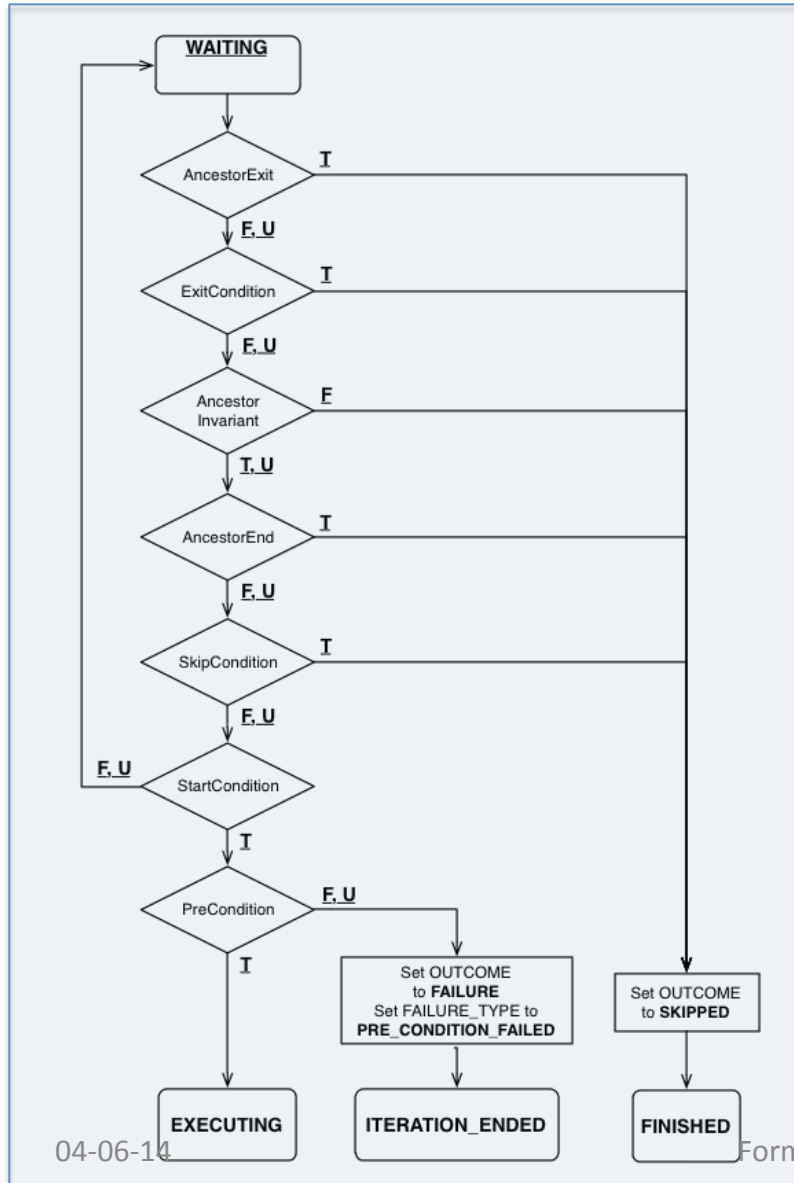 WAITING
AncestorExit
T
F, U
ExitCondition
T
F, U
Ancestor
Invariant
F
T, U
AncestorEnd
T
F, U
SkipCondition
T
F, U
F, U
StartCondition
T
PreCondition
F, U
T
Set OUTCOME
to FAILURE
Set FAILURE_TYPE to
PRE_CONDITION_FAILED
Set OUTCOME
to SKIPPED
EXECUTING
ITERATION_ENDED
FINISHED
04-06-14
Form